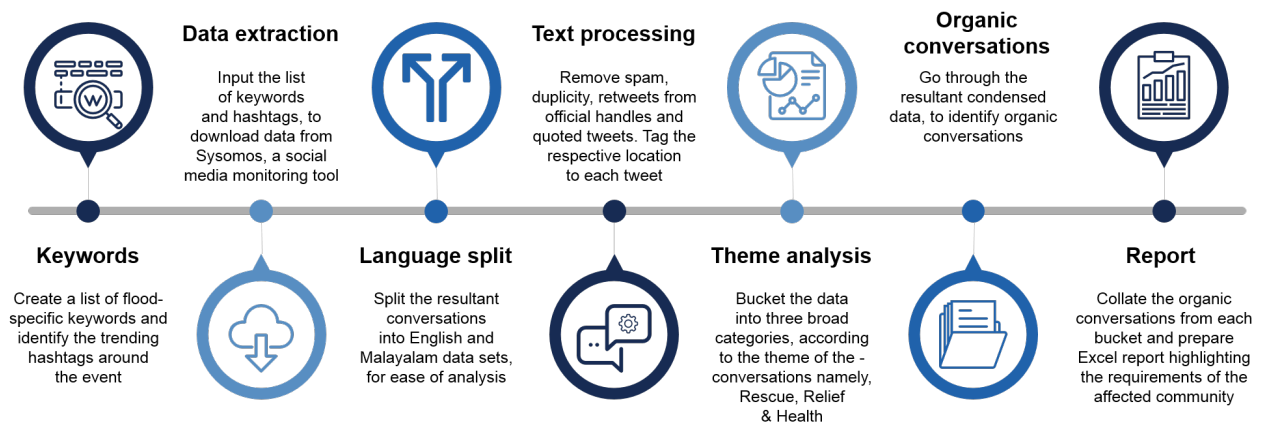 Keywords
Create a list of flood-
specific keywords and
identify the trending
hashtags around
the event
Data extraction
Input the list
of keywords
and hashtags, to
download data from
Sysomos, a social
media monitoring tool
Language split
Split the resultant
conversations
into English and
Malayalam data sets,
for ease of analysis
Text processing
Remove spam,
duplicity, retweets from
official handles and
quoted tweets. Tag the
respective location
to each tweet
Theme analysis
Bucket the data
into three broad
categories, according
to the theme of the -
conversations namely,
Rescue, Relief
& Health
Organic
conversations
Go through the
resultant condensed
data, to identify organic
conversations
Report
Collate the organic
conversations from each
bucket and prepare
Excel report highlighting
the requirements of the
affected community
W